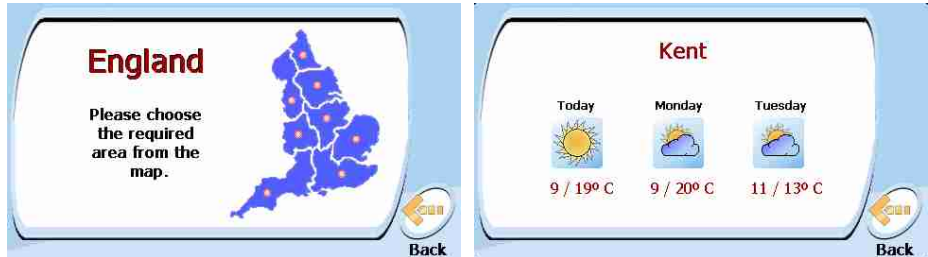 England
Please choose
the required
area from the
map.
Back
Kent
Today Monday Tuesday
9 / 19º C 9 / 20º C 11 / 13º C
Back